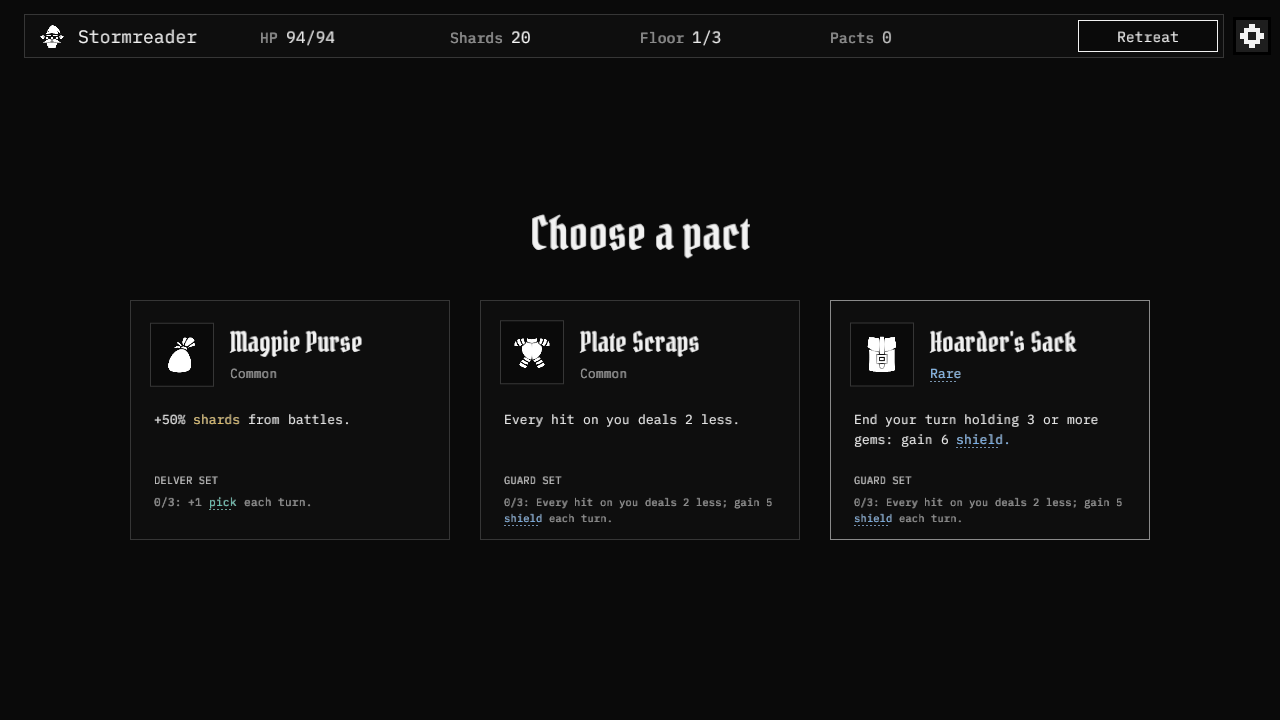 Stormreader
HP 94/94
Shards 20
Floor 1/3
Pacts 0
Retreat
Choose a pact
Magpie Purse
Common
+50% shards from battles.
DELVER SET
0/3: +1 pick each turn.
Plate Scraps
Common
Every hit on you deals 2 less.
GUARD SET
0/3: Every hit on you deals 2 less; gain 5
shield each turn.
Hoarder's Sack
Rare
End your turn holding 3 or more
gems: gain 6 shield.
GUARD SET
0/3: Every hit on you deals 2 less; gain 5
shield each turn.